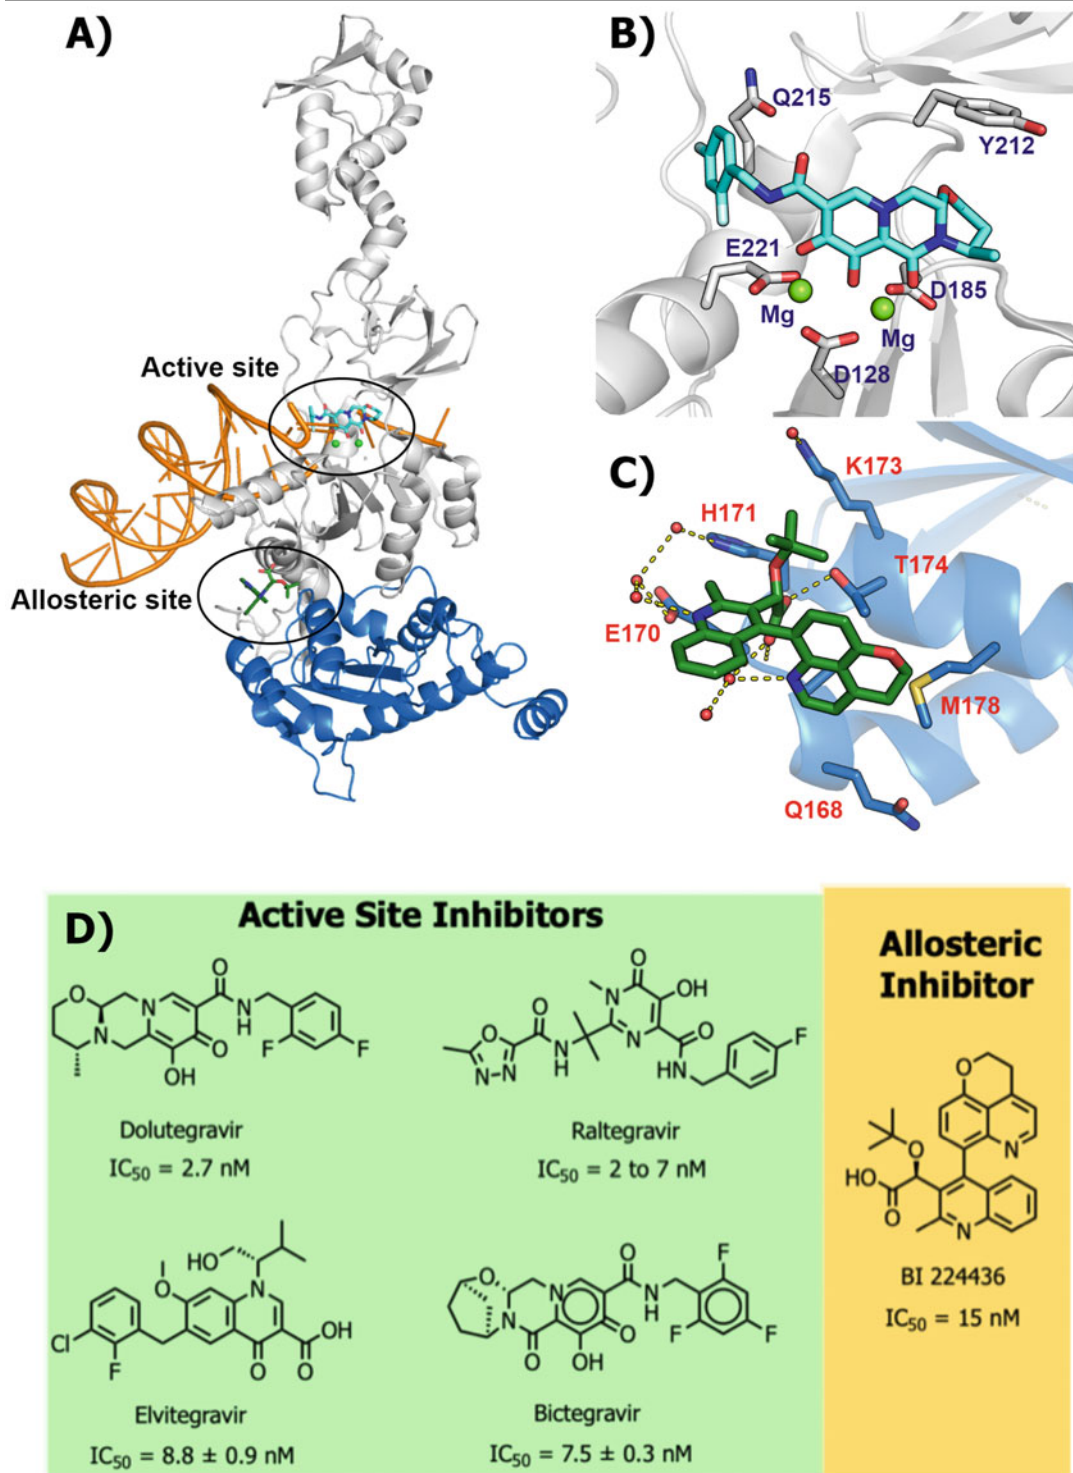 A)
Active site
Allosteric site
B)
Q215
Y212
E221
D185
Mg
Mg
D128
C)
K173
H171
T174
E170
M178
Q168
D)
Active Site Inhibitors
O
O
N
NH
N
O
F
F
OH
Dolutegravir
IC50 = 2.7 nM
O
N
OH
O
O
N
O
N
N
N
H
HN
F
Raltegravir
IC50 = 2 to 7 nM
HO
O
N
Cl
F
O
O
OH
Elvitegravir
IC50 = 8.8 ± 0.9 nM
O
O
F
N
N
H
N
O
F
F
O
OH
Bictegravir
IC50 = 7.5 ± 0.3 nM
Allosteric
Inhibitor
O
O
N
HO
O
N
BI 224436
IC50 = 15 nM